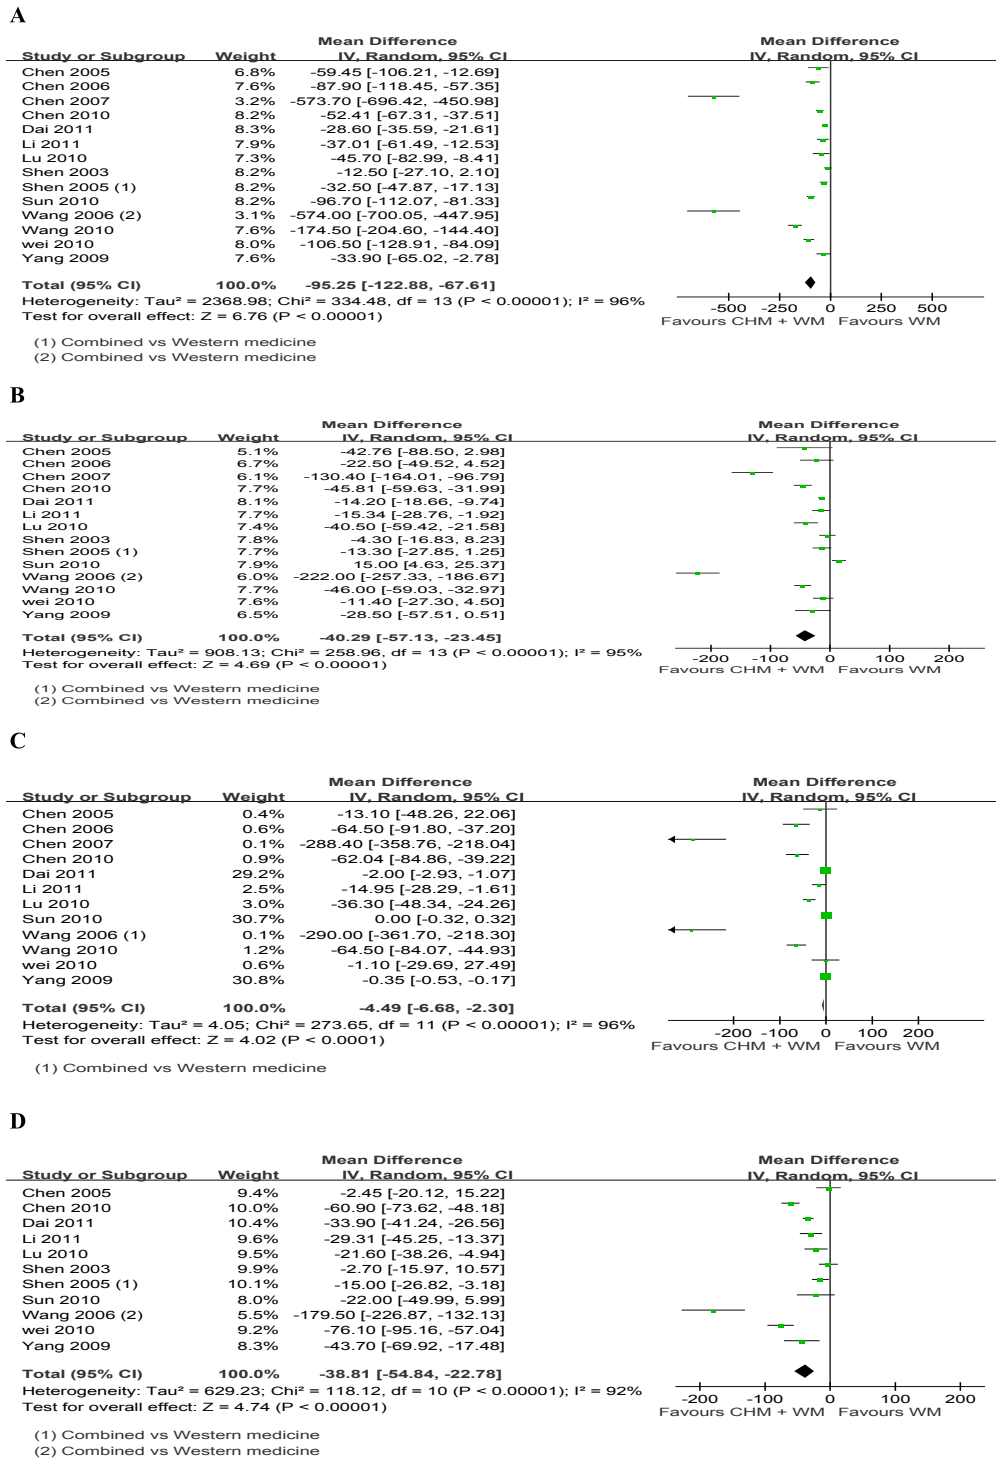 A
Mean Difference
Study or Subgroup Weight IV, Random, 95% CI
Mean Difference
IV, Random, 95% CI
Chen 2005 6.8% -59.45 [-106.21, -12.69]
Chen 2006 7.6% -87.90 [-118.45, -57.35]
Chen 2007 3.2% -573.70 [-696.42, -450.98]
Chen 2010 8.2% -52.41 [-67.31, -37.51]
Dai 2011 8.3% -28.60 [-35.59, -21.61]
Li 2011 7.9% -37.01 [-61.49, -12.53]
Lu 2010 7.3% -45.70 [-82.99, -8.41]
Shen 2003 8.2% -12.50 [-27.10, 2.10]
Shen 2005 (1) 8.2% -32.50 [-47.87, -17.13]
Sun 2010 8.2% -96.70 [-112.07, -81.33]
Wang 2006 (2) 3.1% -574.00 [-700.05, -447.95]
Wang 2010 7.6% -174.50 [-204.60, -144.40]
wei 2010 8.0% -106.50 [-128.91, -84.09]
Yang 2009 7.6% -33.90 [-65.02, -2.78]
Total (95% CI) 100.0% -95.25 [-122.88, -67.61]
Heterogeneity: Tau² = 2368.98; Chi² = 334.48, df = 13 (P < 0.00001); I² = 96%
Test for overall effect: Z = 6.76 (P < 0.00001)
-500 -250 0 250 500
Favours CHM + WM Favours WM
(1) Combined vs Western medicine
(2) Combined vs Western medicine
B
Mean Difference
Study or Subgroup Weight IV, Random, 95% CI
Mean Difference
IV, Random, 95% CI
Chen 2005 5.1% -42.76 [-88.50, 2.98]
Chen 2006 6.7% -22.50 [-49.52, 4.52]
Chen 2007 6.1% -130.40 [-164.01, -96.79]
Chen 2010 7.7% -45.81 [-59.63, -31.99]
Dai 2011 8.1% -14.20 [-18.66, -9.74]
Li 2011 7.7% -15.34 [-28.76, -1.92]
Lu 2010 7.4% -40.50 [-59.42, -21.58]
Shen 2003 7.8% -4.30 [-16.83, 8.23]
Shen 2005 (1) 7.7% -13.30 [-27.85, 1.25]
Sun 2010 7.9% 15.00 [4.63, 25.37]
Wang 2006 (2) 6.0% -222.00 [-257.33, -186.67]
Wang 2010 7.7% -46.00 [-59.03, -32.97]
wei 2010 7.6% -11.40 [-27.30, 4.50]
Yang 2009 6.5% -28.50 [-57.51, 0.51]
Total (95% CI) 100.0% -40.29 [-57.13, -23.45]
Heterogeneity: Tau² = 908.13; Chi² = 258.96, df = 13 (P < 0.00001); I² = 95%
Test for overall effect: Z = 4.69 (P < 0.00001)
-200 -100 0 100 200
Favours CHM + WM Favours WM
(1) Combined vs Western medicine
(2) Combined vs Western medicine
C
Mean Difference
Study or Subgroup Weight IV, Random, 95% CI
Mean Difference
IV, Random, 95% CI
Chen 2005 0.4% -13.10 [-48.26, 22.06]
Chen 2006 0.6% -64.50 [-91.80, -37.20]
Chen 2007 0.1% -288.40 [-358.76, -218.04]
Chen 2010 0.9% -62.04 [-84.86, -39.22]
Dai 2011 29.2% -2.00 [-2.93, -1.07]
Li 2011 2.5% -14.95 [-28.29, -1.61]
Lu 2010 3.0% -36.30 [-48.34, -24.26]
Sun 2010 30.7% 0.00 [-0.32, 0.32]
Wang 2006 (1) 0.1% -290.00 [-361.70, -218.30]
Wang 2010 1.2% -64.50 [-84.07, -44.93]
wei 2010 0.6% -1.10 [-29.69, 27.49]
Yang 2009 30.8% -0.35 [-0.53, -0.17]
Total (95% CI) 100.0% -4.49 [-6.68, -2.30]
Heterogeneity: Tau² = 4.05; Chi² = 273.65, df = 11 (P < 0.00001); I² = 96%
Test for overall effect: Z = 4.02 (P < 0.0001)
-200 -100 0 100 200
Favours CHM + WM Favours WM
(1) Combined vs Western medicine
D
Mean Difference
Study or Subgroup Weight IV, Random, 95% CI
Mean Difference
IV, Random, 95% CI
Chen 2005 9.4% -2.45 [-20.12, 15.22]
Chen 2010 10.0% -60.90 [-73.62, -48.18]
Dai 2011 10.4% -33.90 [-41.24, -26.56]
Li 2011 9.6% -29.31 [-45.25, -13.37]
Lu 2010 9.5% -21.60 [-38.26, -4.94]
Shen 2003 9.9% -2.70 [-15.97, 10.57]
Shen 2005 (1) 10.1% -15.00 [-26.82, -3.18]
Sun 2010 8.0% -22.00 [-49.99, 5.99]
Wang 2006 (2) 5.5% -179.50 [-226.87, -132.13]
wei 2010 9.2% -76.10 [-95.16, -57.04]
Yang 2009 8.3% -43.70 [-69.92, -17.48]
Total (95% CI) 100.0% -38.81 [-54.84, -22.78]
Heterogeneity: Tau² = 629.23; Chi² = 118.12, df = 10 (P < 0.00001); I² = 92%
Test for overall effect: Z = 4.74 (P < 0.00001)
-200 -100 0 100 200
Favours CHM + WM Favours WM
(1) Combined vs Western medicine
(2) Combined vs Western medicine